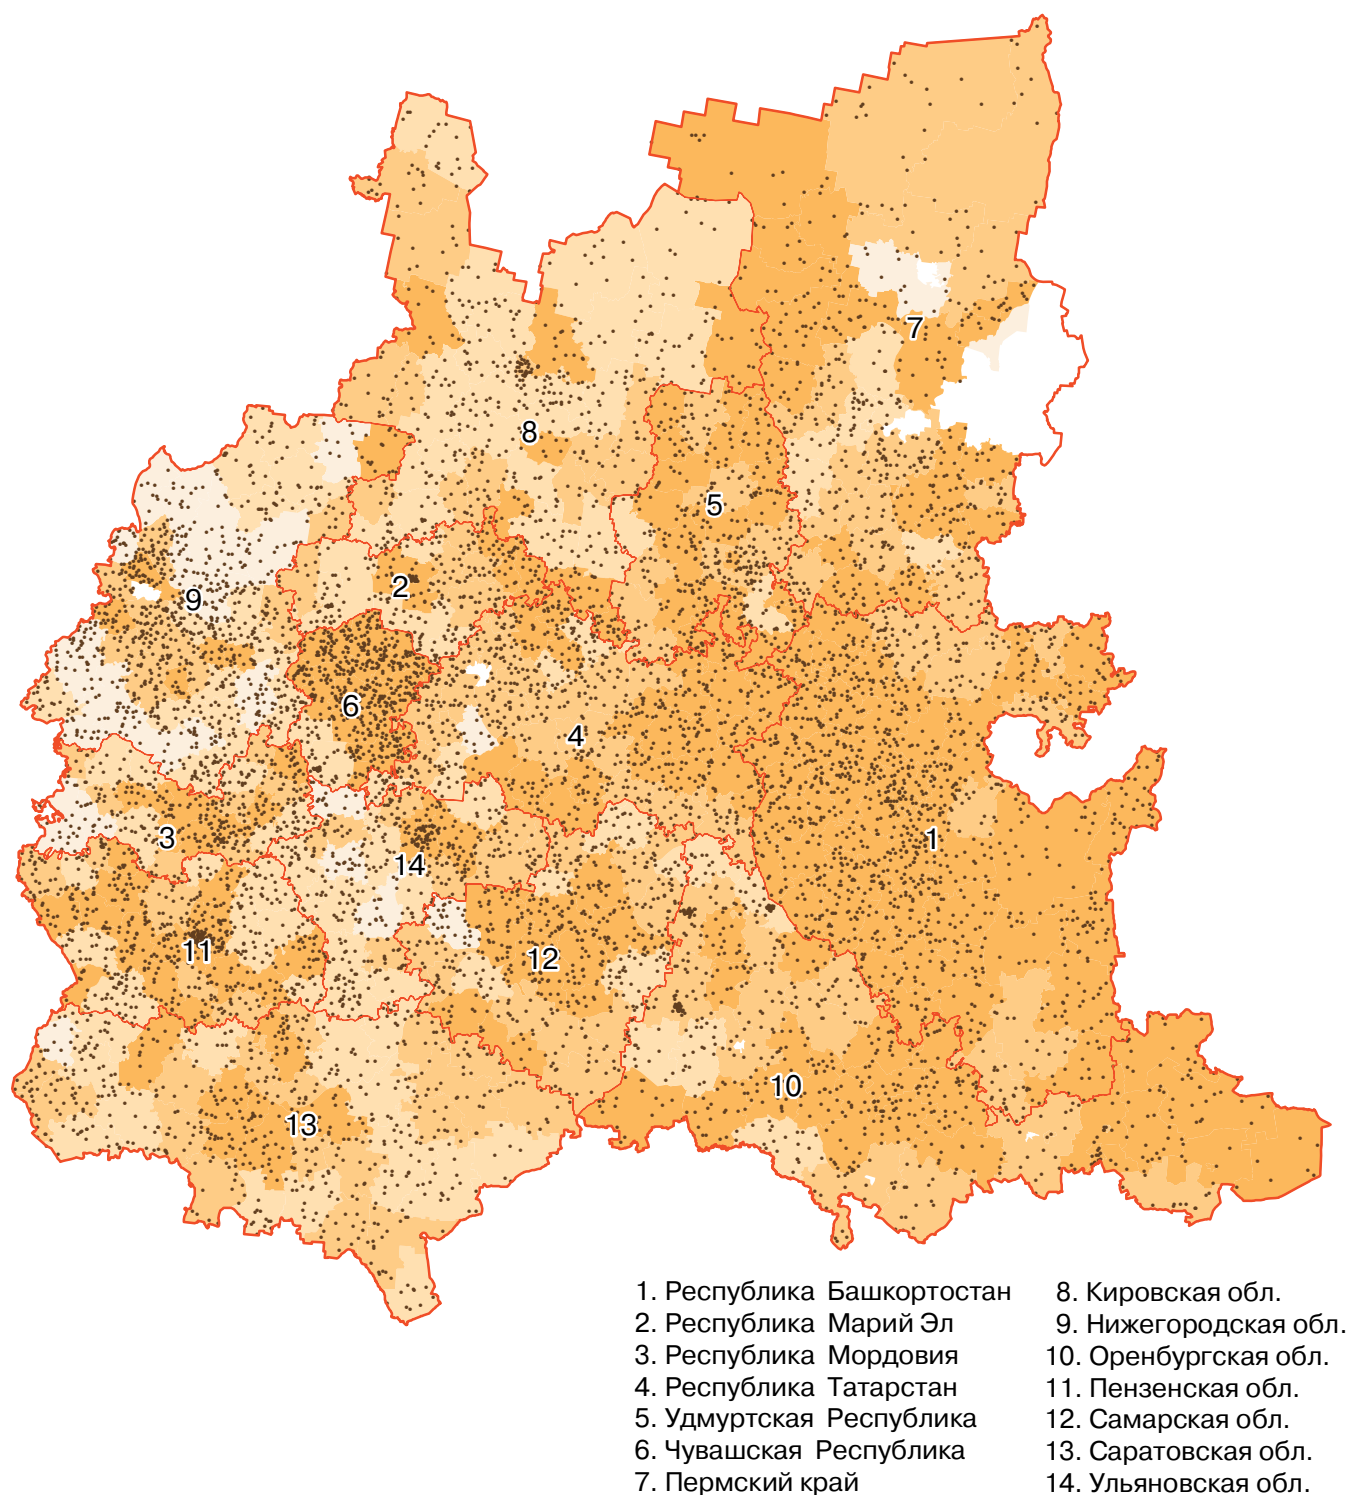 7
8
5
2
9
6
4
3
14
1
11
12
10
13
1. Республика Башкортостан
2. Республика Марий Эл
3. Республика Мордовия
4. Республика Татарстан
5. Удмуртская Республика
6. Чувашская Республика
7. Пермский край
8. Кировская обл.
9. Нижегородская обл.
10. Оренбургская обл.
11. Пензенская обл.
12. Самарская обл.
13. Саратовская обл.
14. Ульяновская обл.